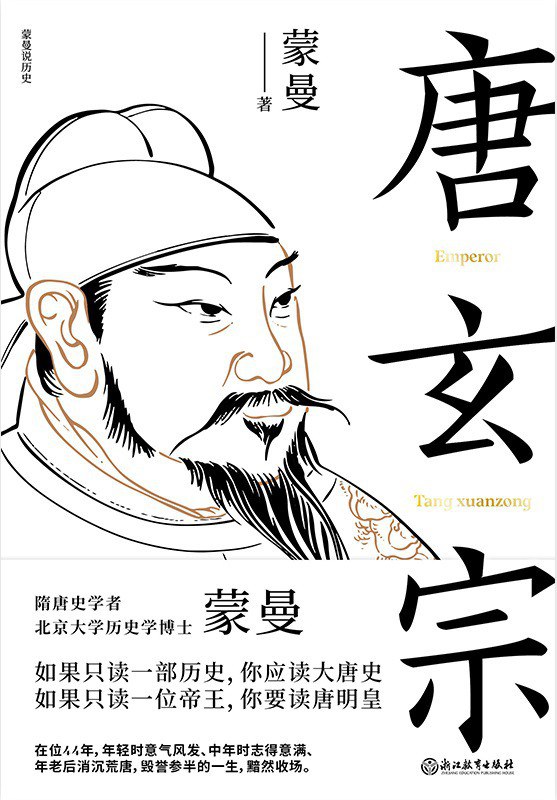 蒙曼说历史
蒙曼
著
唐玄宗
Emperor
Tang xuanzong
隋唐史学者
北京大学历史学博士
蒙曼
如果只读一部历史，你应读大唐史
如果只读一位帝王，你要读唐明皇
在位44年，年轻时意气风发、中年时志得意满、
年老后消沉荒唐，毁誉参半的一生，黯然收场。
浙江教育出版社
ZHEJIANG EDUCATION PUBLISHING HOUSE